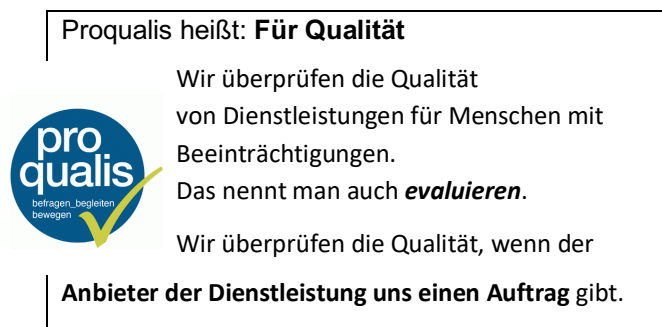 Proqualis heißt: Für Qualität
Wir überprüfen die Qualität
von Dienstleistungen für Menschen mit
Beeinträchtigungen.
Das nennt man auch evaluieren.
Wir überprüfen die Qualität, wenn der
Anbieter der Dienstleistung uns einen Auftrag gibt.
pro
qualis
befragen_begleiten
bewegen